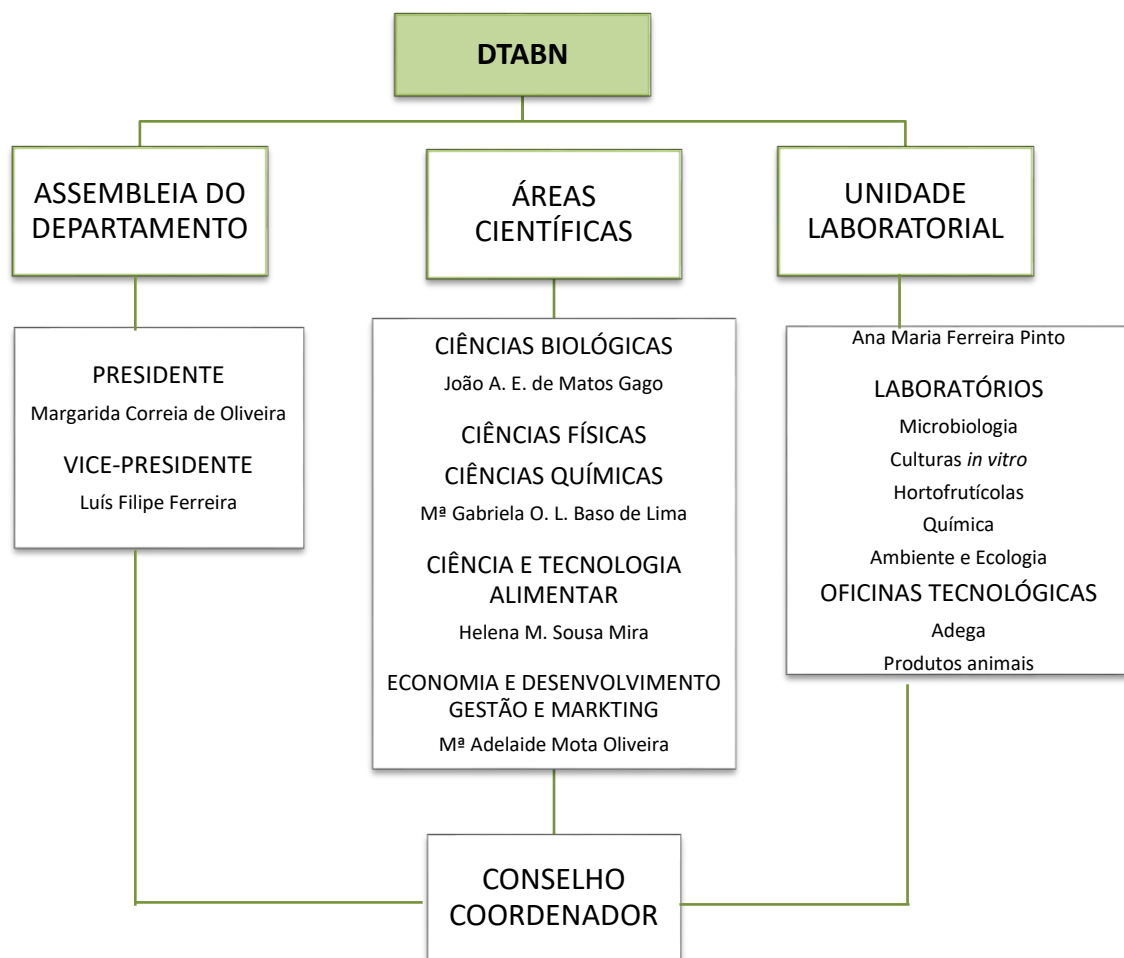 DTABN
ASSEMBLEIA DO
DEPARTAMENTO
ÁREAS
CIENTÍFICAS
UNIDADE
LABORATORIAL
PRESIDENTE
Margarida Correia de Oliveira
VICE-PRESIDENTE
Luís Filipe Ferreira
CIÊNCIAS BIOLÓGICAS
João A. E. de Matos Gago
CIÊNCIAS FÍSICAS
CIÊNCIAS QUÍMICAS
Mª Gabriela O. L. Baso de Lima
CIÊNCIA E TECNOLOGIA
ALIMENTAR
Helena M. Sousa Mira
ECONOMIA E DESENVOLVIMENTO
GESTÃO E MARKTING
Mª Adelaide Mota Oliveira
Ana Maria Ferreira Pinto
LABORATÓRIOS
Microbiologia
Culturas in vitro
Hortofrutícolas
Química
Ambiente e Ecologia
OFICINAS TECNOLÓGICAS
Adega
Produtos animais
CONSELHO
COORDENADOR